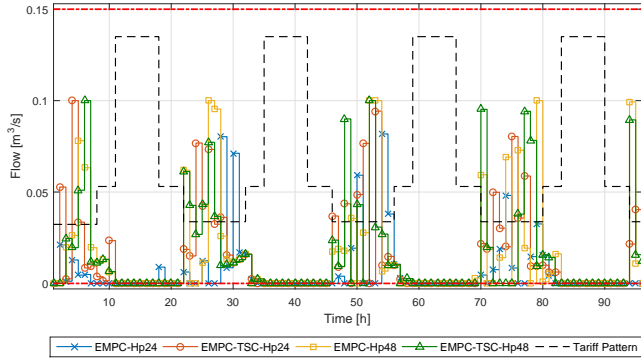 0.15
0.1
0.05
0
Flow [m³/s]
10 20 30 40 50 60 70 80 90
Time [h]
EMPC-Hp24 EMPC-TSC-Hp24 EMPC-Hp48 EMPC-TSC-Hp48 Tariff Pattern